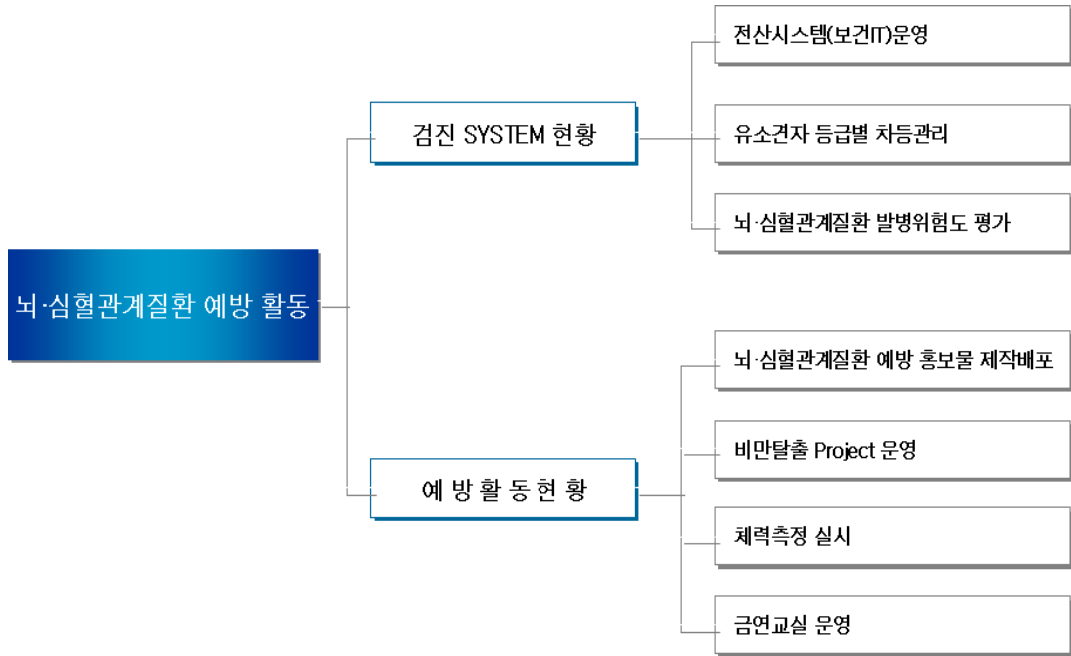 뇌·심혈관계질환 예방 활동
검진 SYSTEM 현황
전산시스템(보건IT)운영
유소견자 등급별 차등관리
뇌·심혈관계질환 발병위험도 평가
예 방 활 동 현 황
뇌·심혈관계질환 예방 홍보물 제작배포
비만탈출 Project 운영
체력측정 실시
금연교실 운영